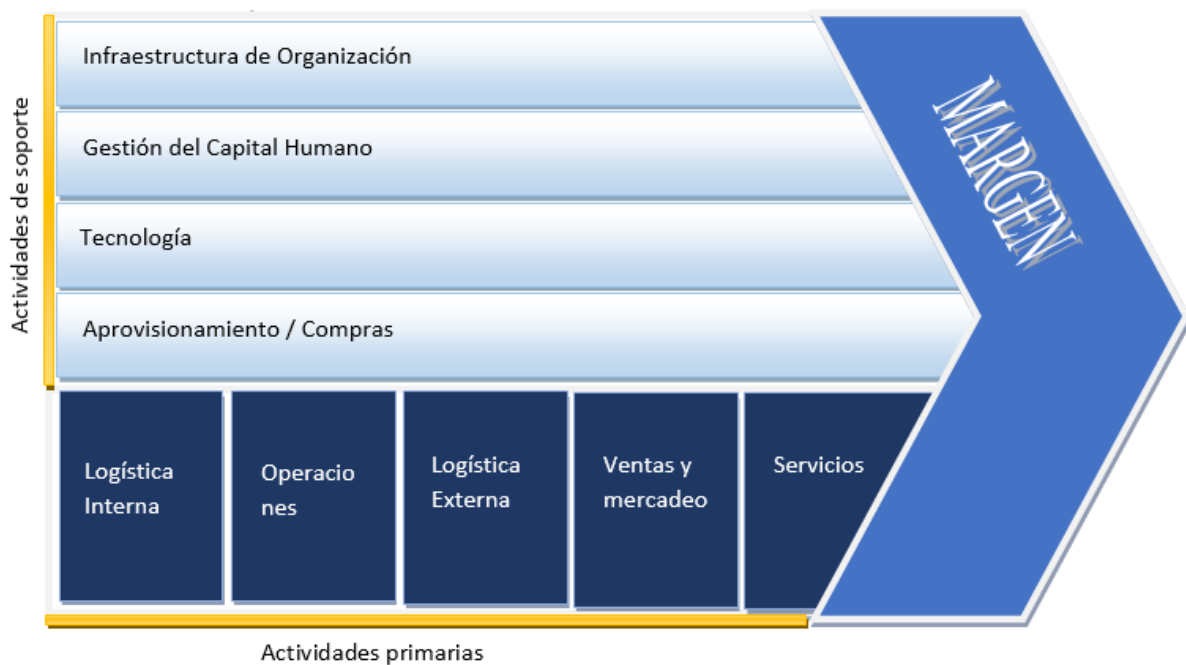 Actividades de soporte
Infraestructura de Organización
Gestión del Capital Humano
Tecnología
Aprovisionamiento / Compras
MARGEN
Logística
Interna
Operacio
nes
Logística
Externa
Ventas y
mercadeo
Servicios
Actividades primarias